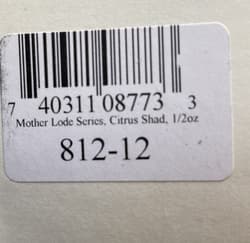 7 40311 08773 3
Mother Lode Series, Citrus Shad, 1/2oz
812-12